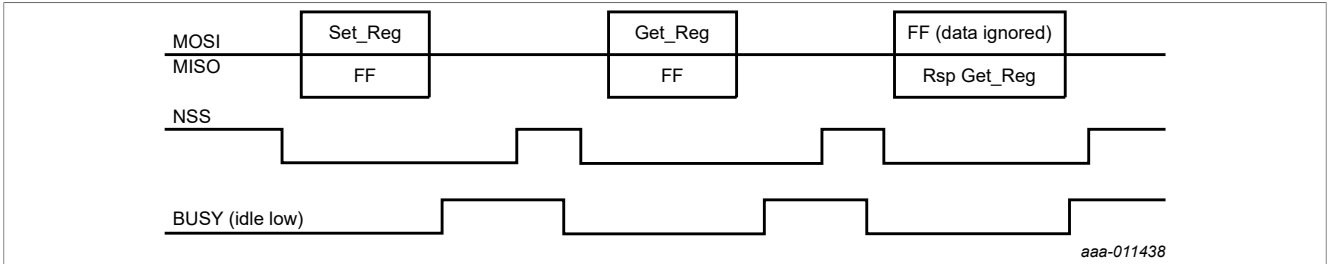 MOSI
Set_Reg
Get_Reg
FF (data ignored)
MISO
FF
FF
Rsp Get_Reg
NSS
BUSY (idle low)
aaa-011438